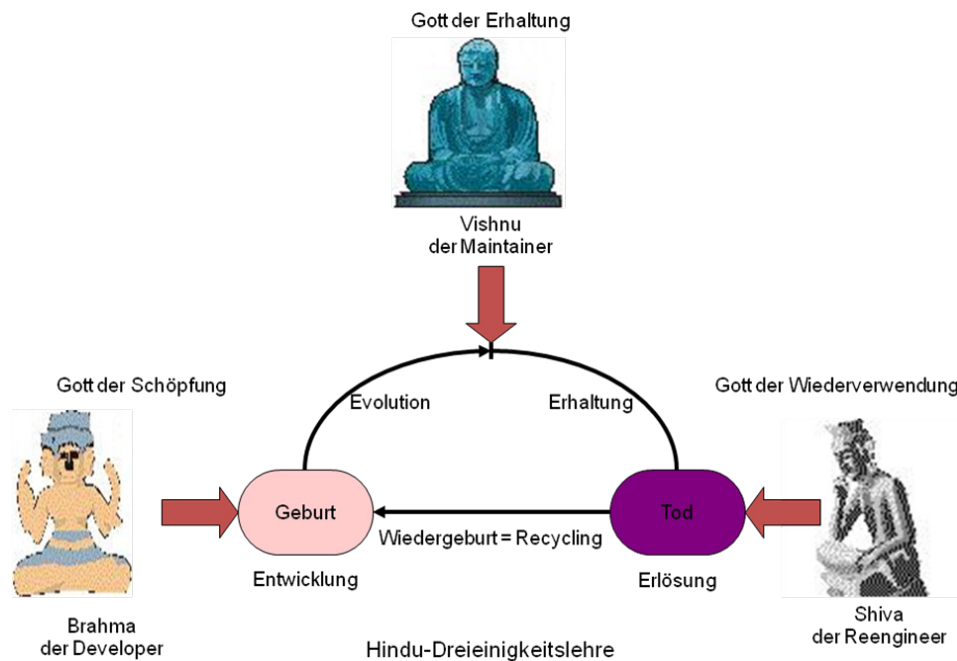 Gott der Erhaltung
Vishnu
der Maintainer
Gott der Schöpfung
Gott der Wiederverwendung
Evolution
Erhaltung
Geburt
Tod
Wiedergeburt = Recycling
Entwicklung
Erlösung
Brahma
der Developer
Shiva
der Reengineer
Hindu-Dreieinigkeitslehre